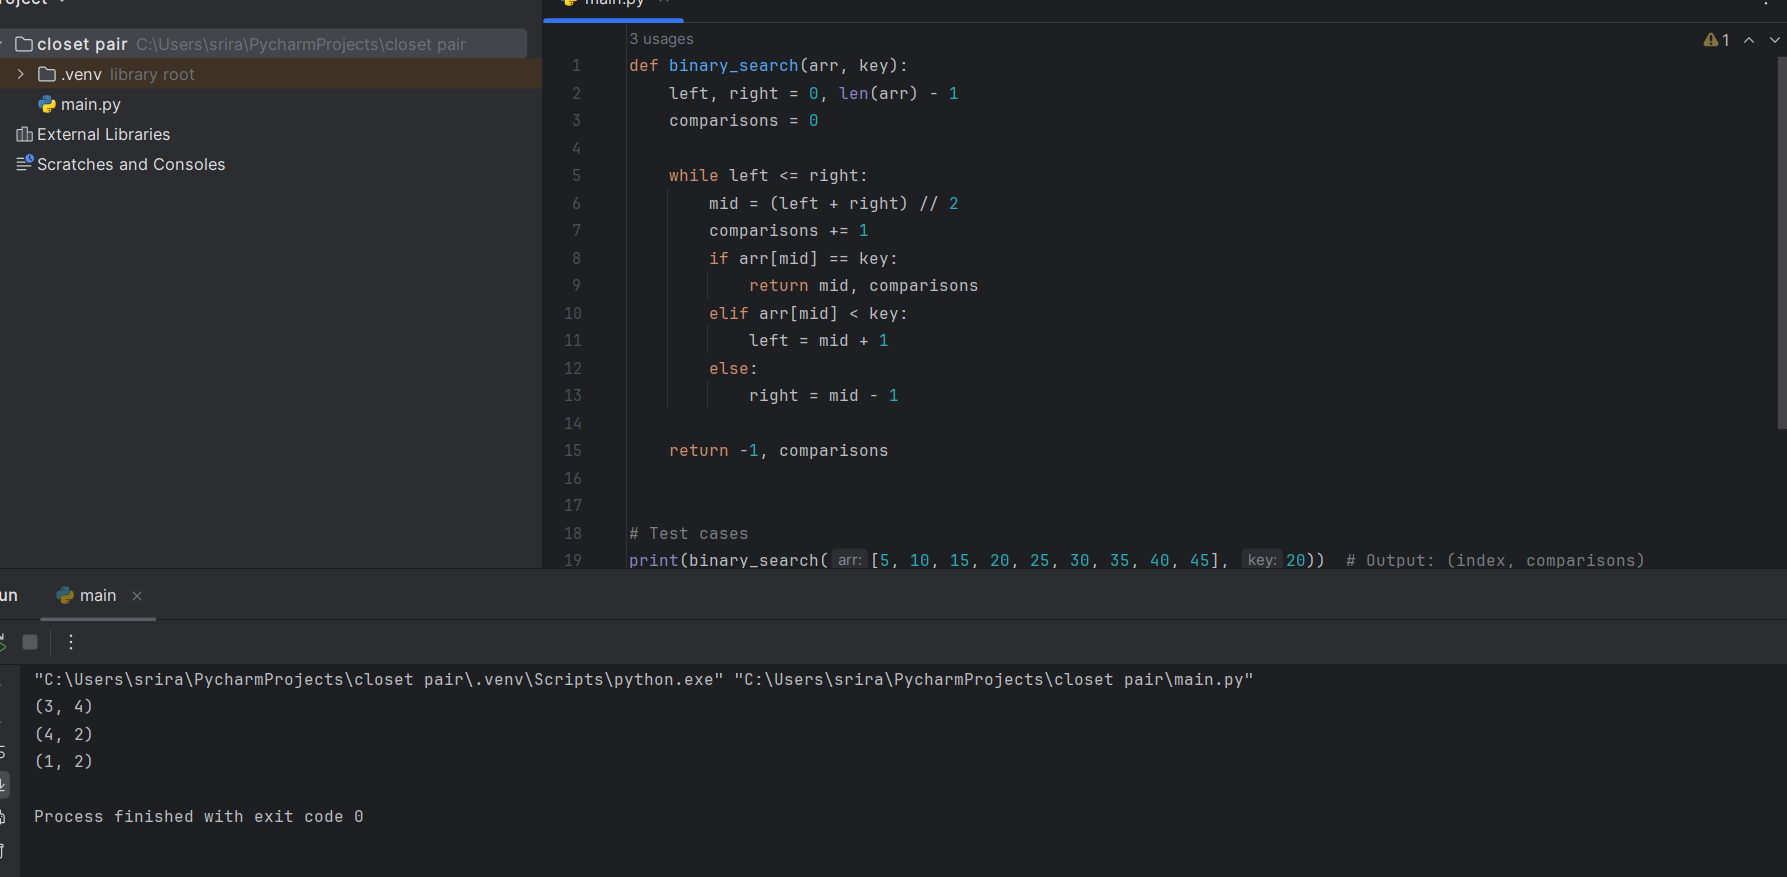 main.py
closet pair C:\Users\srira\PycharmProjects\closet pair
.venv library root
main.py
External Libraries
Scratches and Consoles
3 usages
1
1 def binary_search(arr, key):
2 left, right = 0, len(arr) - 1
3 comparisons = 0
4
5 while left <= right:
6 mid = (left + right) // 2
7 comparisons += 1
8 if arr[mid] == key:
9 return mid, comparisons
10 elif arr[mid] < key:
11 left = mid + 1
12 else:
13 right = mid - 1
14
15 return -1, comparisons
16
17
18 # Test cases
19 print(binary_search( arr: [5, 10, 15, 20, 25, 30, 35, 40, 45], key: 20)) # Output: (index, comparisons)
main
"C:\Users\srira\PycharmProjects\closet pair\.venv\Scripts\python.exe" "C:\Users\srira\PycharmProjects\closet pair\main.py"
(3, 4)
(4, 2)
(1, 2)
Process finished with exit code 0